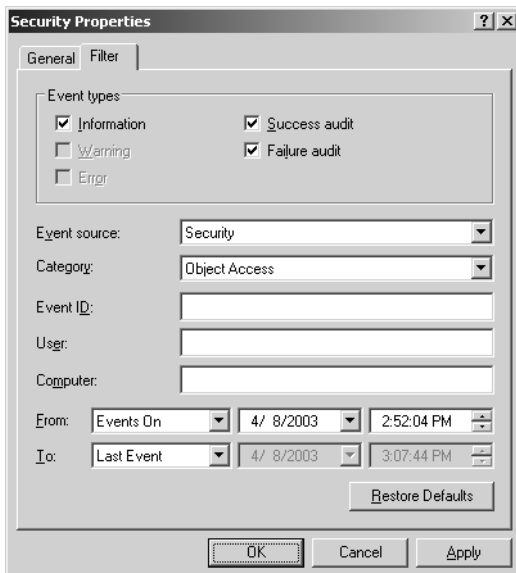 Security Properties
General Filter
Event types
Information Success audit
Warning Failure audit
Error
Event source: Security
Category: Object Access
Event ID:
User:
Computer:
From: Events On 4/ 8/2003 2:52:04 PM
To: Last Event 4/ 8/2003 3:07:44 PM
Restore Defaults
OK Cancel Apply